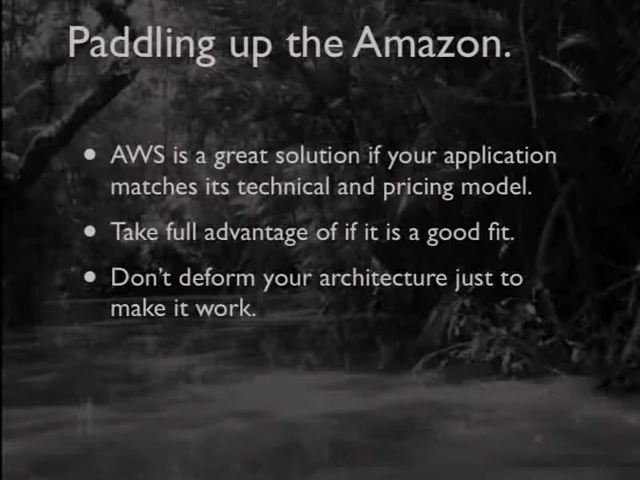 Paddling up the Amazon.
• AWS is a great solution if your application
matches its technical and pricing model.
• Take full advantage of if it is a good fit.
• Don't deform your architecture just to
make it work.